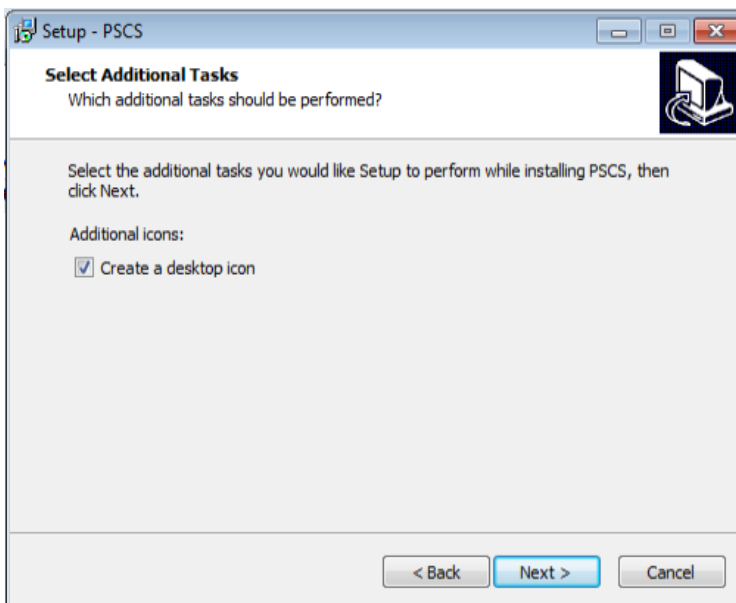 Setup - PSCS
Select Additional Tasks
Which additional tasks should be performed?
Select the additional tasks you would like Setup to perform while installing PSCS, then
click Next.
Additional icons:
Create a desktop icon
< Back
Next >
Cancel